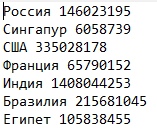 Россия 146023195
Сингапур 6058739
США 335028178
Франция 65790152
Индия 1408044253
Бразилия 215681045
Египет 105838455